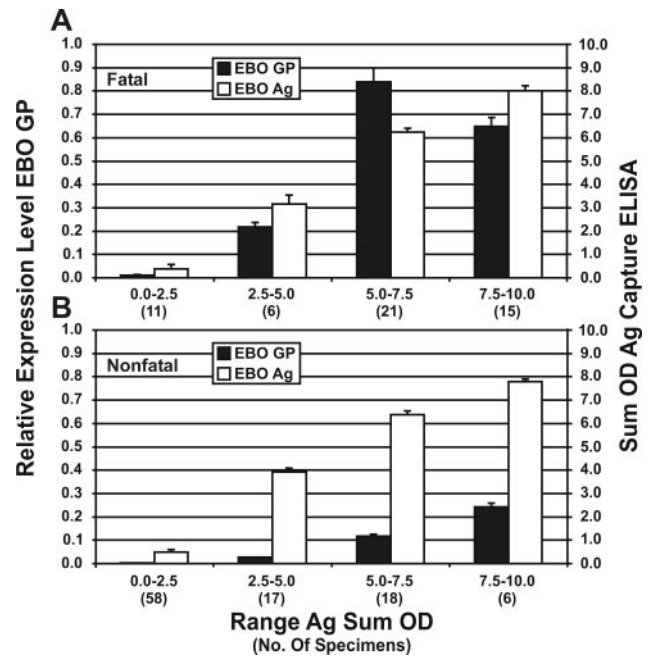 A
Relative Expression Level EBO GP
Sum OD Ag Capture ELISA
1.0
0.9
0.8
0.7
0.6
0.5
0.4
0.3
0.2
0.1
0.0
Fatal
EBO GP
EBO Ag
10.0
9.0
8.0
7.0
6.0
5.0
4.0
3.0
2.0
1.0
0.0
0.0-2.5 2.5-5.0 5.0-7.5 7.5-10.0
(11) (6) (21) (15)
B
1.0
0.9
0.8
0.7
0.6
0.5
0.4
0.3
0.2
0.1
0.0
Nonfatal
EBO GP
EBO Ag
10.0
9.0
8.0
7.0
6.0
5.0
4.0
3.0
2.0
1.0
0.0
0.0-2.5 2.5-5.0 5.0-7.5 7.5-10.0
(58) (17) (18) (6)
Range Ag Sum OD
(No. Of Specimens)